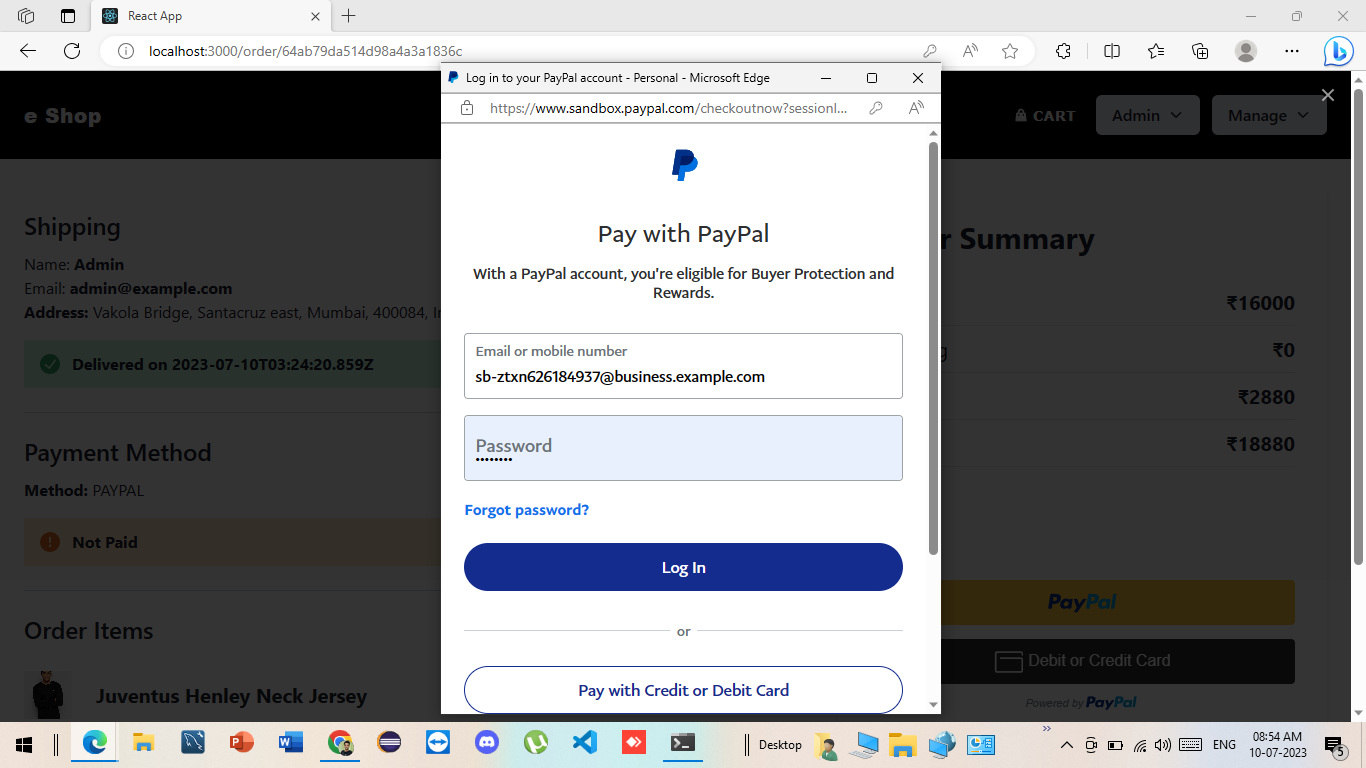 React App
localhost:3000/order/64ab79da514d98a4a3a1836c
Log in to your PayPal account - Personal - Microsoft Edge
https://www.sandbox.paypal.com/checkoutnow?sessionI...
e Shop
CART
Admin
Manage
Shipping
Name: Admin
Email: admin@example.com
Address: Vakola Bridge, Santacruz east, Mumbai, 400084, In
Delivered on 2023-07-10T03:24:20.859Z
Payment Method
Method: PAYPAL
Not Paid
Order Items
Juventus Henley Neck Jersey
Pay with PayPal
With a PayPal account, you're eligible for Buyer Protection and
Rewards.
Email or mobile number
sb-ztxn626184937@business.example.com
Password
Forgot password?
Log In
or
Pay with Credit or Debit Card
r Summary
₹16000
g
₹0
₹2880
₹18880
PayPal
Debit or Credit Card
Powered by PayPal
Desktop
ENG
08:54 AM
10-07-2023
5